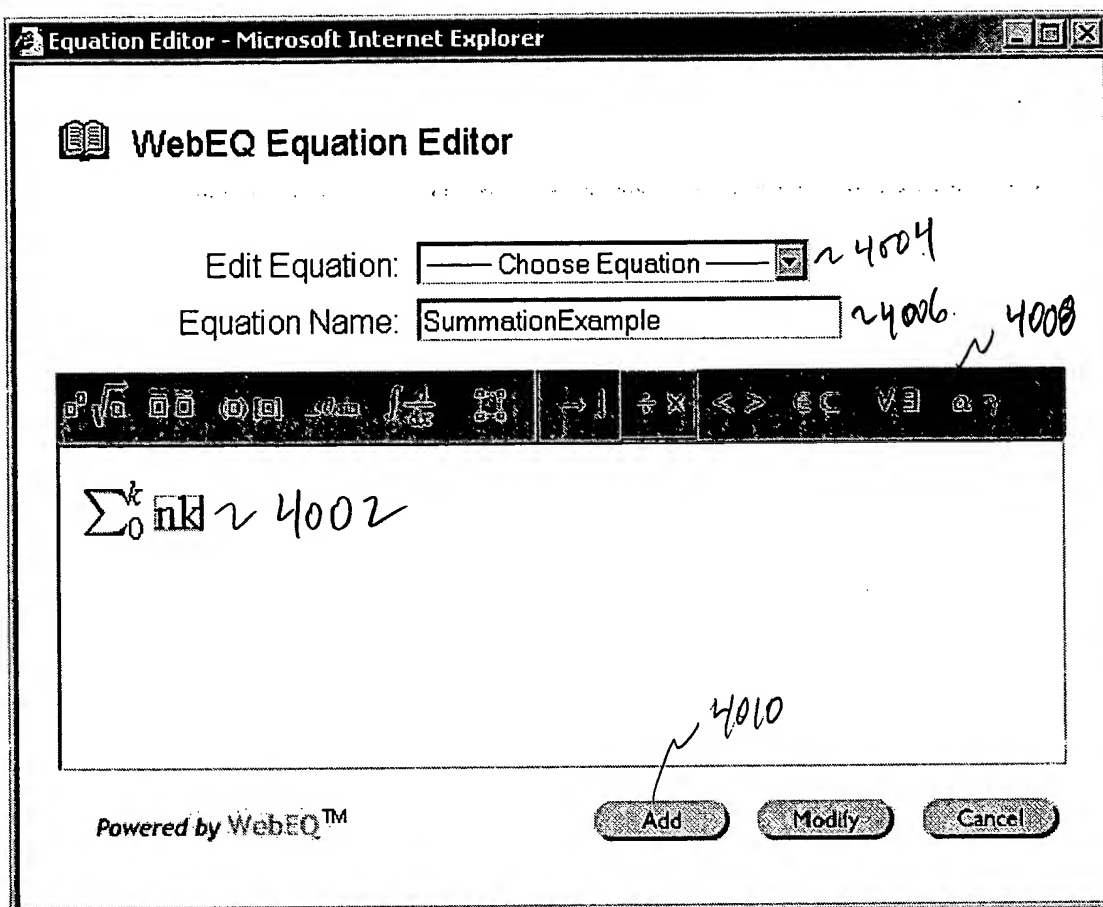 Equation Editor - Microsoft Internet Explorer
WebEQ Equation Editor
Edit Equation: Choose Equation ~ 4004
Equation Name: SummationExample ~4006. ~ 4008
∑₀ᵏ nk ~ 4002
~ 4010
Powered by WebEQ™ Add Modify Cancel